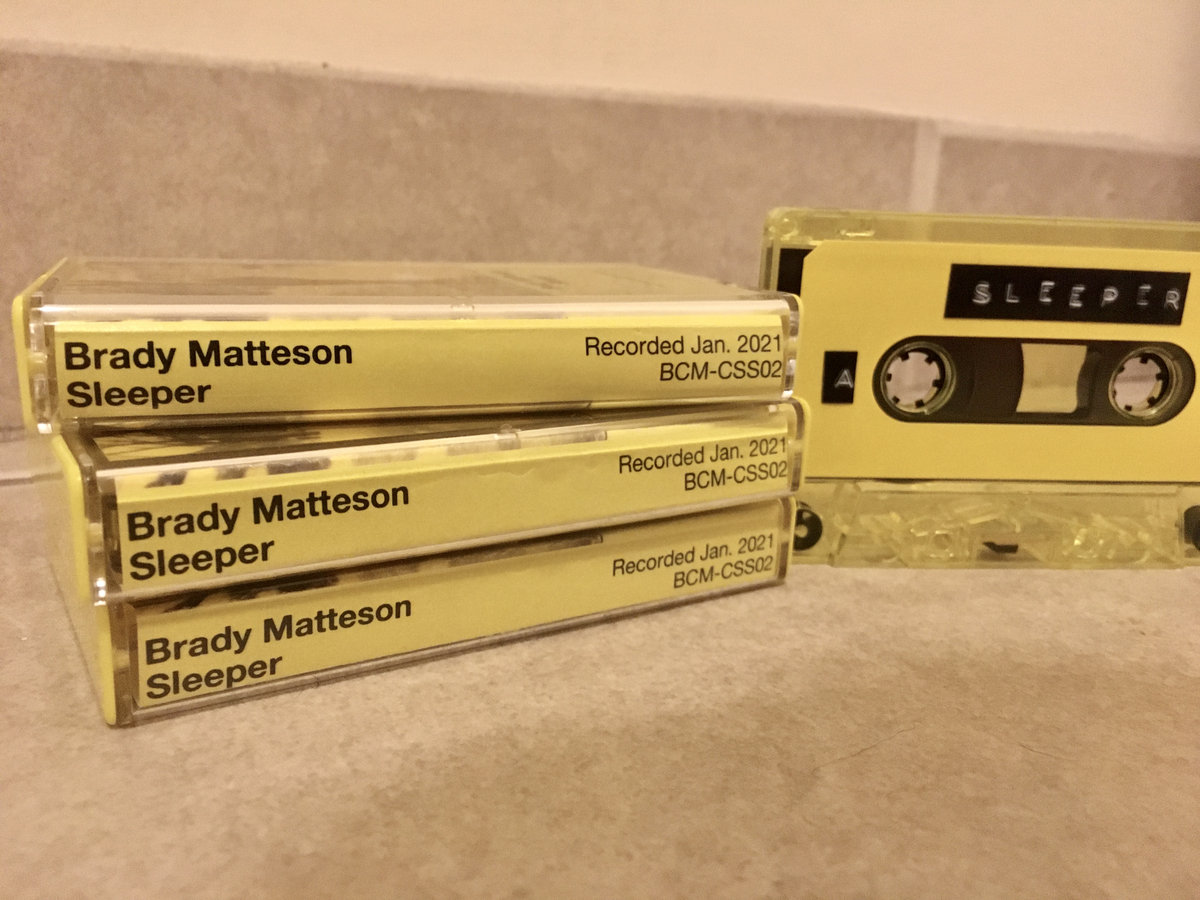 Brady Matteson
Sleeper
Recorded Jan. 2021
BCM-CSS02
Brady Matteson
Sleeper
Recorded Jan. 2021
BCM-CSS02
Brady Matteson
Sleeper
Recorded Jan. 2021
BCM-CSS02
SLEEPER
A